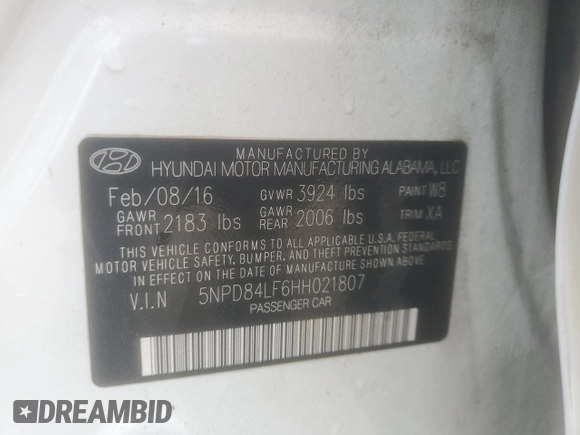 MANUFACTURED BY
HYUNDAI MOTOR MANUFACTURING ALABAMA, LLC
Feb/08/16 GVWR 3924 lbs PAINT W8
GAWR FRONT 2183 lbs GAWR REAR 2006 lbs TRIM XA
THIS VEHICLE CONFORMS TO ALL APPLICABLE U.S.A. FEDERAL
MOTOR VEHICLE SAFETY, BUMPER, AND THEFT PREVENTION STANDARDS
IN EFFECT ON THE DATE OF MANUFACTURE SHOWN ABOVE.
V.I.N 5NPD84LF6HH021807
PASSENGER CAR
DREAMBID